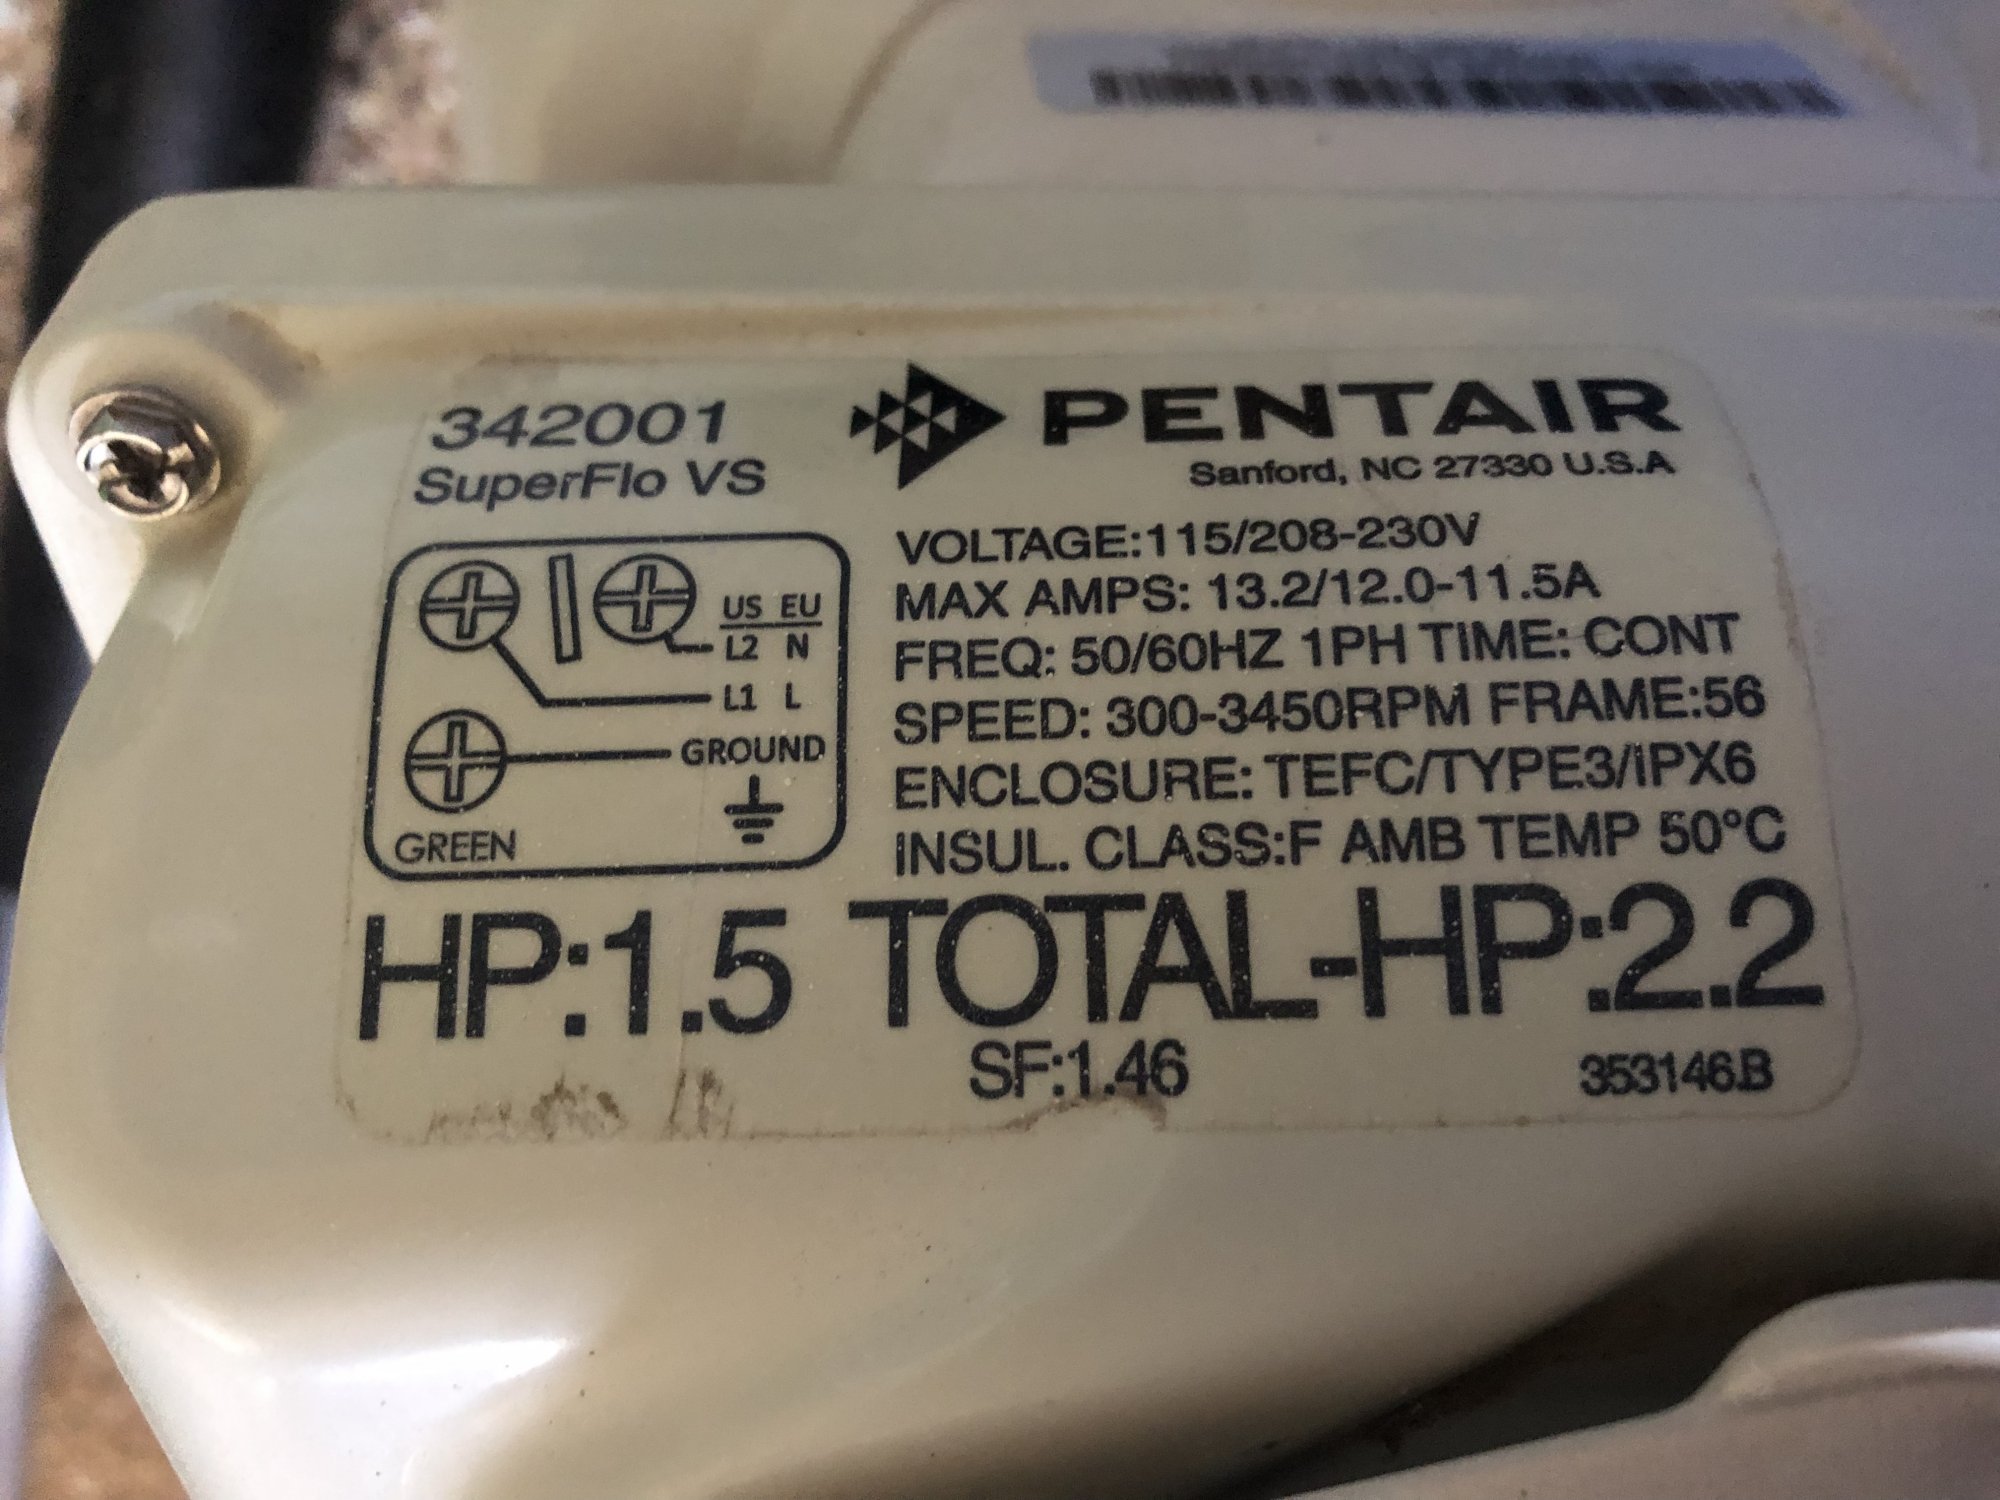 342001
SuperFlo VS
PENTAIR
Sanford, NC 27330 U.S.A
US EU
L2 N
L1 L
GROUND
GREEN
VOLTAGE:115/208-230V
MAX AMPS: 13.2/12.0-11.5A
FREQ: 50/60HZ 1PH TIME: CONT
SPEED: 300-3450RPM FRAME:56
ENCLOSURE: TEFC/TYPE3/IPX6
INSUL. CLASS:F AMB TEMP 50°C
HP:1.5 TOTAL-HP:2.2
SF:1.46
353146.B